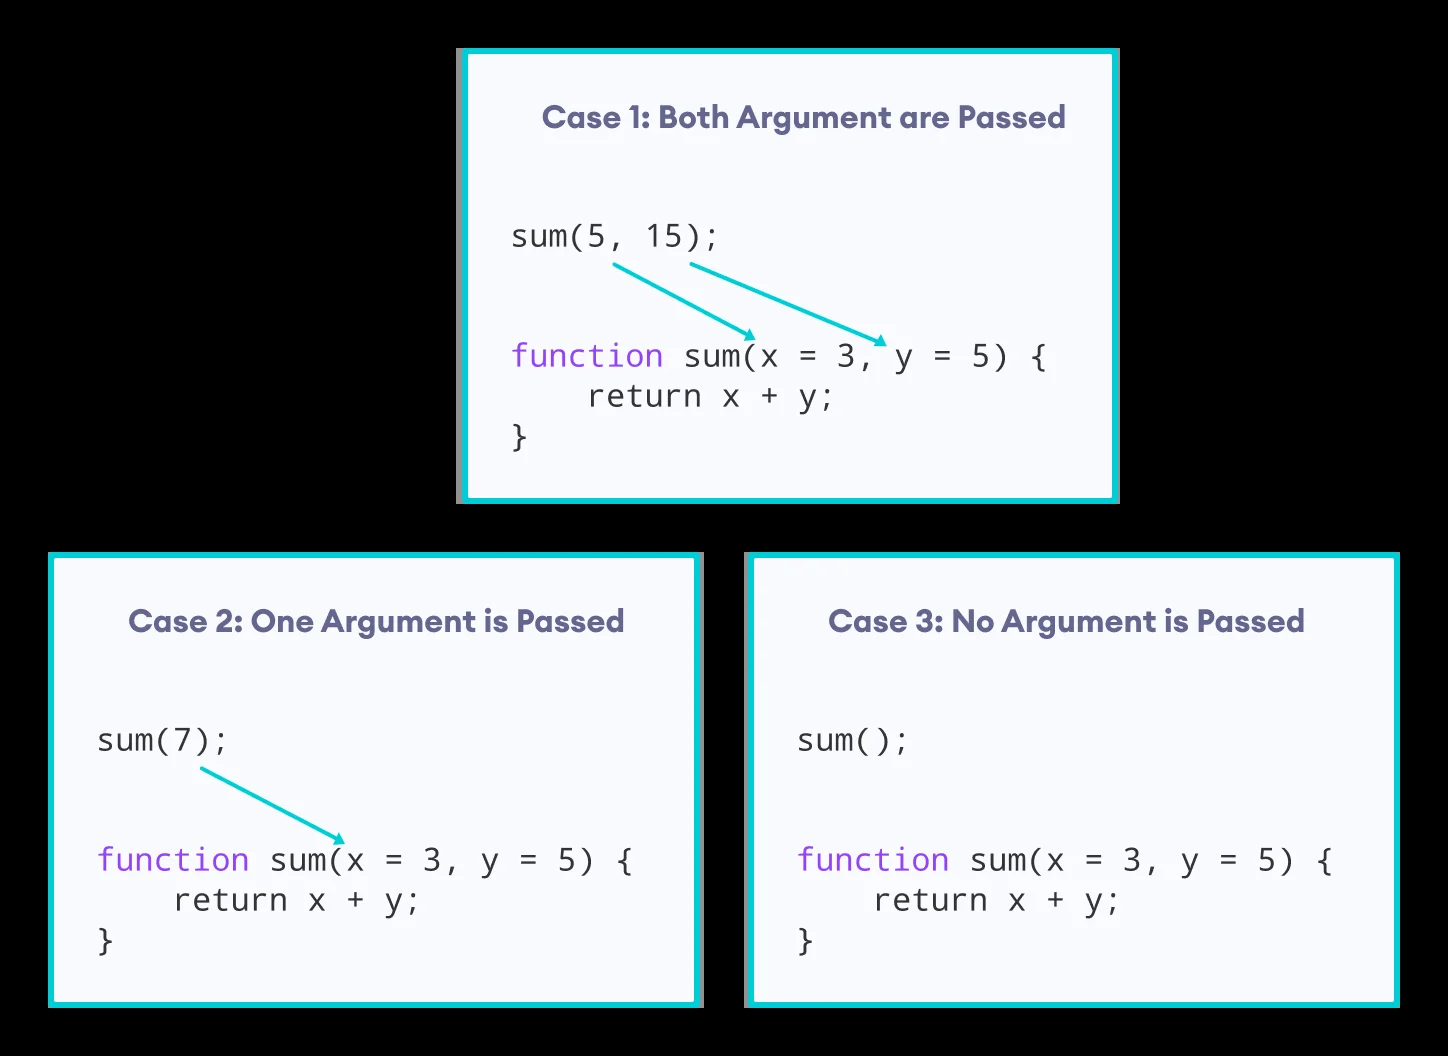 Case 1: Both Argument are Passed
sum(5, 15);
function sum(x = 3, y = 5) {
    return x + y;
}
Case 2: One Argument is Passed
sum(7);
function sum(x = 3, y = 5) {
    return x + y;
}
Case 3: No Argument is Passed
sum();
function sum(x = 3, y = 5) {
    return x + y;
}